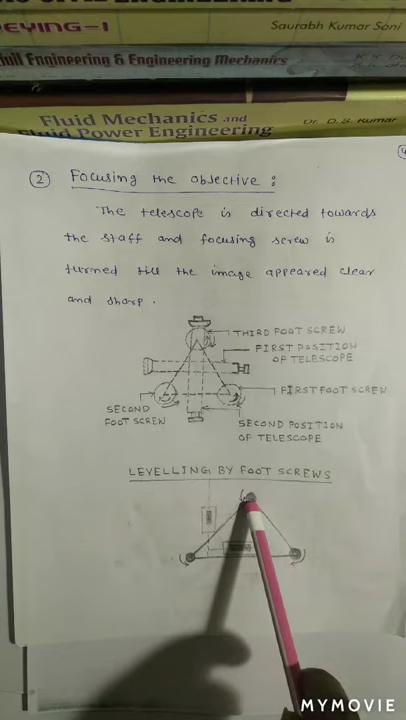 EYING-1 Saurabh Kumar Soni
Civil Engineering & Engineering Mechanics
Fluid Mechanics and
Fluid Power Engineering Dr. D. S. Kumar
② Focusing the objective :
The telescope is directed towards
the staff and focusing screw is
turned till the image appeared clear
and sharp.
THIRD FOOT SCREW
FIRST POSITION
OF TELESCOPE
FIRST FOOT SCREW
SECOND
FOOT SCREW
SECOND POSITION
OF TELESCOPE
LEVELLING BY FOOT SCREWS
MYMOVIE